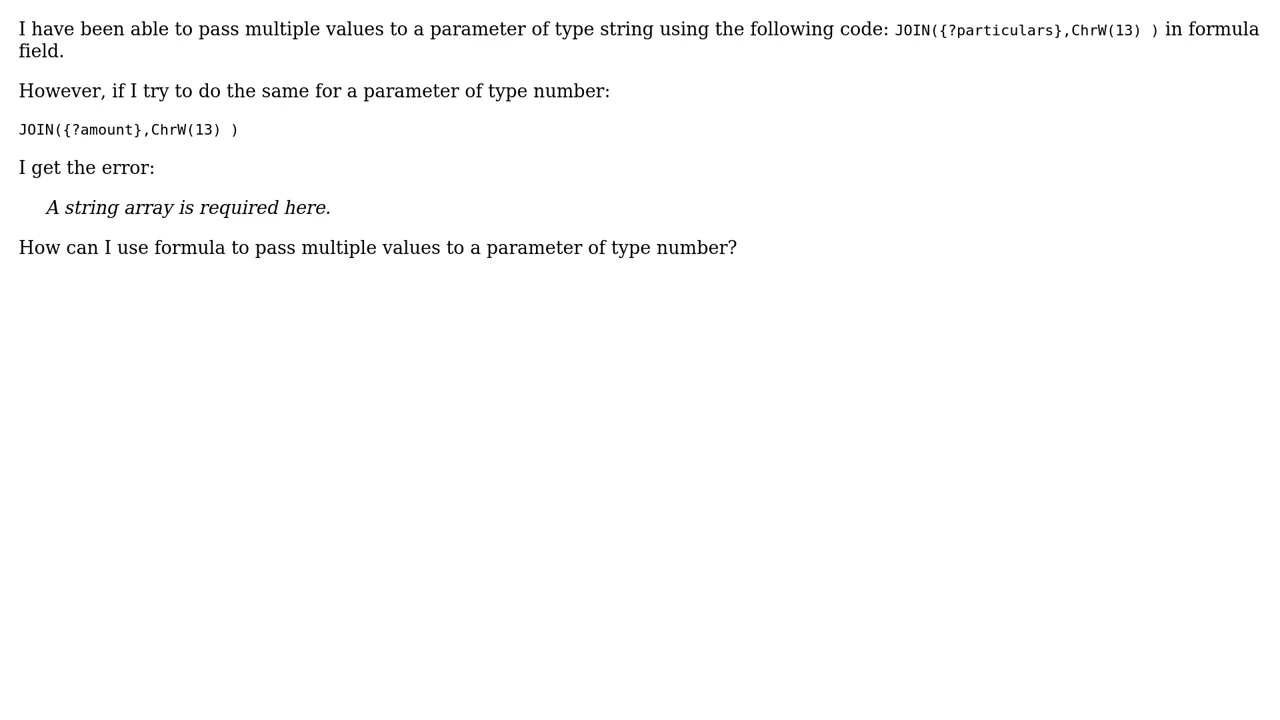 I have been able to pass multiple values to a parameter of type string using the following code: JOIN({?particulars},ChrW(13) ) in formula
field.
However, if I try to do the same for a parameter of type number:
JOIN({?amount},ChrW(13) )
I get the error:
A string array is required here.
How can I use formula to pass multiple values to a parameter of type number?